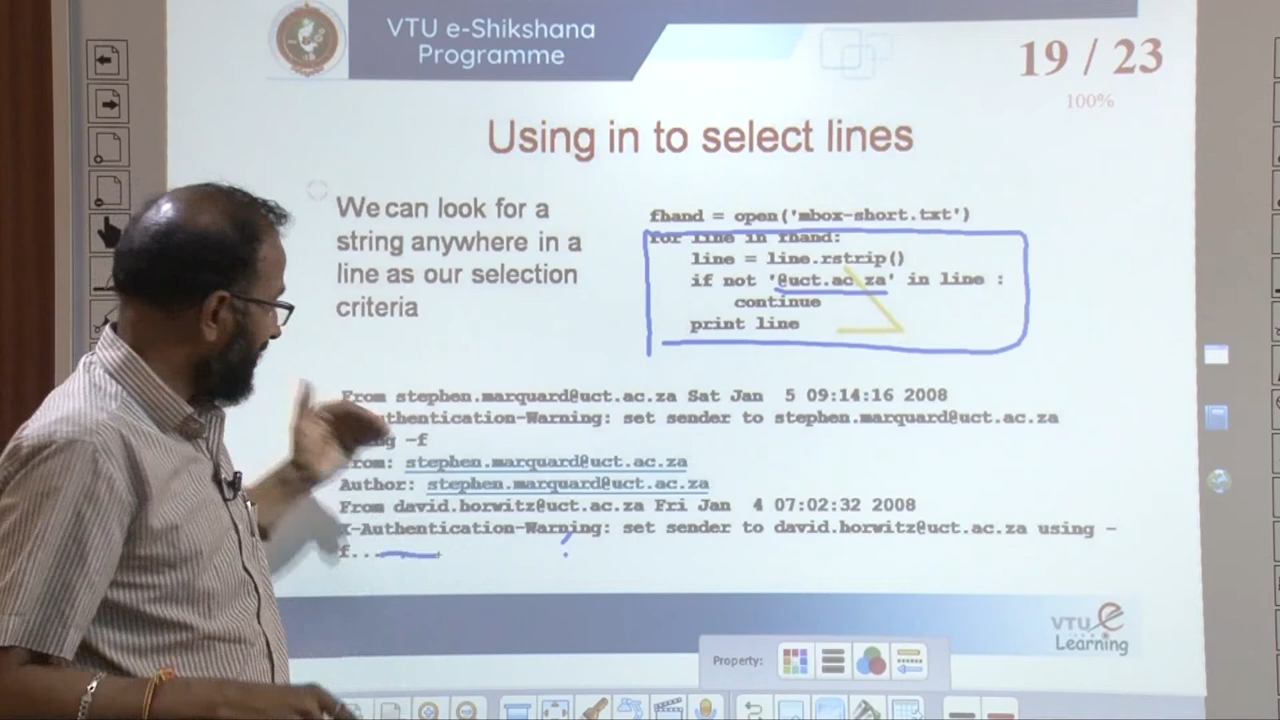 VTU e-Shikshana
Programme
19 / 23
100%
Using in to select lines
We can look for a
string anywhere in a
line as our selection
criteria
fhand = open('mbox-short.txt')
for line in fhand:
line = line.rstrip()
if not '@uct.ac.za' in line :
continue
print line
From stephen.marquard@uct.ac.za Sat Jan 5 09:14:16 2008
Authentication-Warning: set sender to stephen.marquard@uct.ac.za
-f
From: stephen.marquard@uct.ac.za
Author: stephen.marquard@uct.ac.za
From david.horwitz@uct.ac.za Fri Jan 4 07:02:32 2008
X-Authentication-Warning: set sender to david.horwitz@uct.ac.za using -
f...
VTU e
Learning
Property: